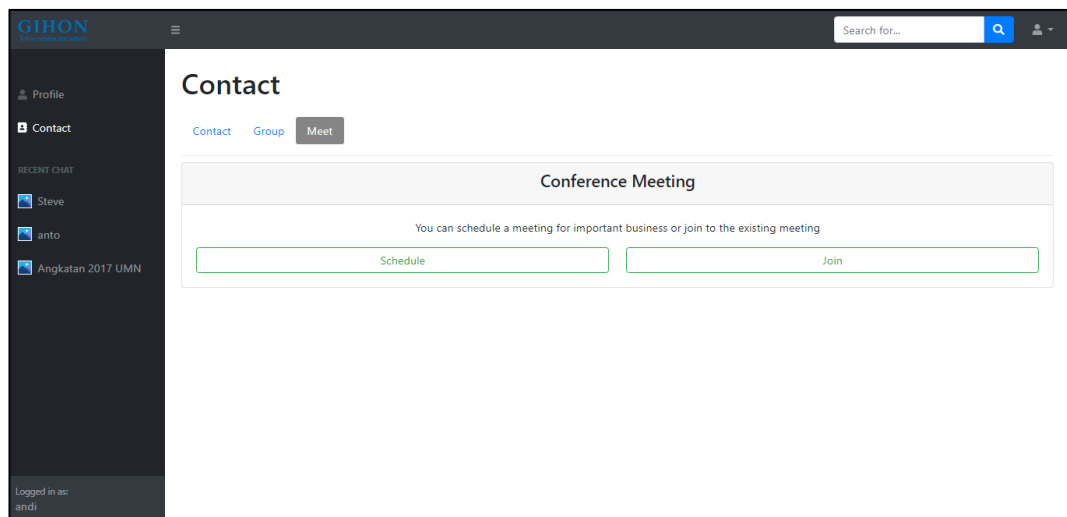 GIHON
Telecommunication
Search for...
Profile
Contact
RECENT CHAT
Steve
anto
Angkatan 2017 UMN
Logged in as:
andi
Contact
Contact Group Meet
Conference Meeting
You can schedule a meeting for important business or join to the existing meeting
Schedule Join